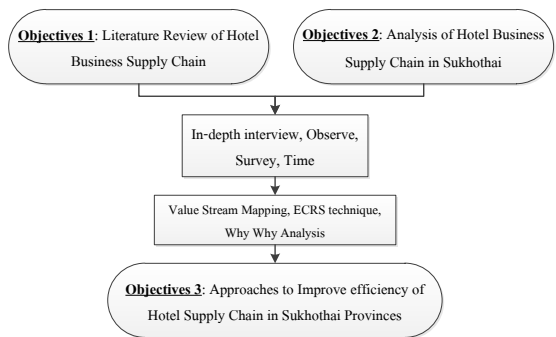 Objectives 1: Literature Review of Hotel
Business Supply Chain
Objectives 2: Analysis of Hotel Business
Supply Chain in Sukhothai
In-depth interview, Observe,
Survey, Time
Value Stream Mapping, ECRS technique,
Why Why Analysis
Objectives 3: Approaches to Improve efficiency of
Hotel Supply Chain in Sukhothai Provinces